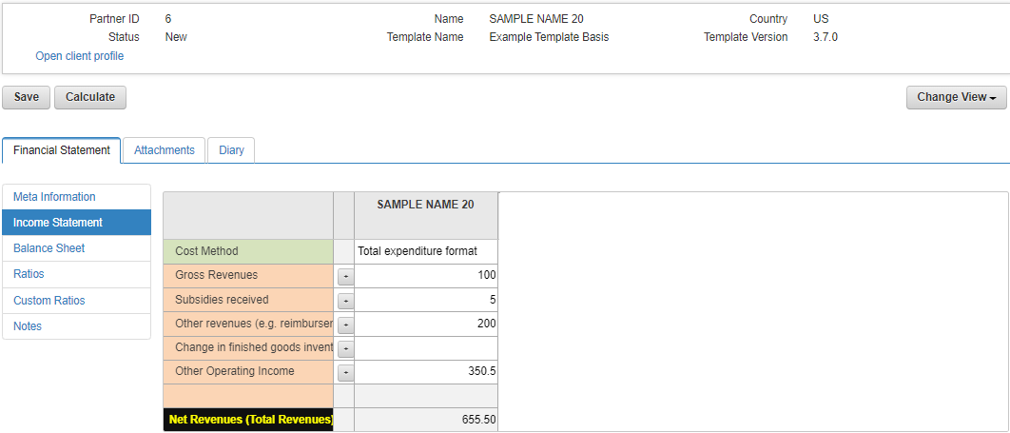 Partner ID 6 Name SAMPLE NAME 20 Country US
Status New Template Name Example Template Basis Template Version 3.7.0
Open client profile
Save Calculate Change View
Financial Statement Attachments Diary
Meta Information
Income Statement
Balance Sheet
Ratios
Custom Ratios
Notes
SAMPLE NAME 20
Cost Method Total expenditure format
Gross Revenues - 100
Subsidies received - 5
Other revenues (e.g. reimburser - 200
Change in finished goods invent -
Other Operating Income - 350.5
Net Revenues (Total Revenues) 655.50